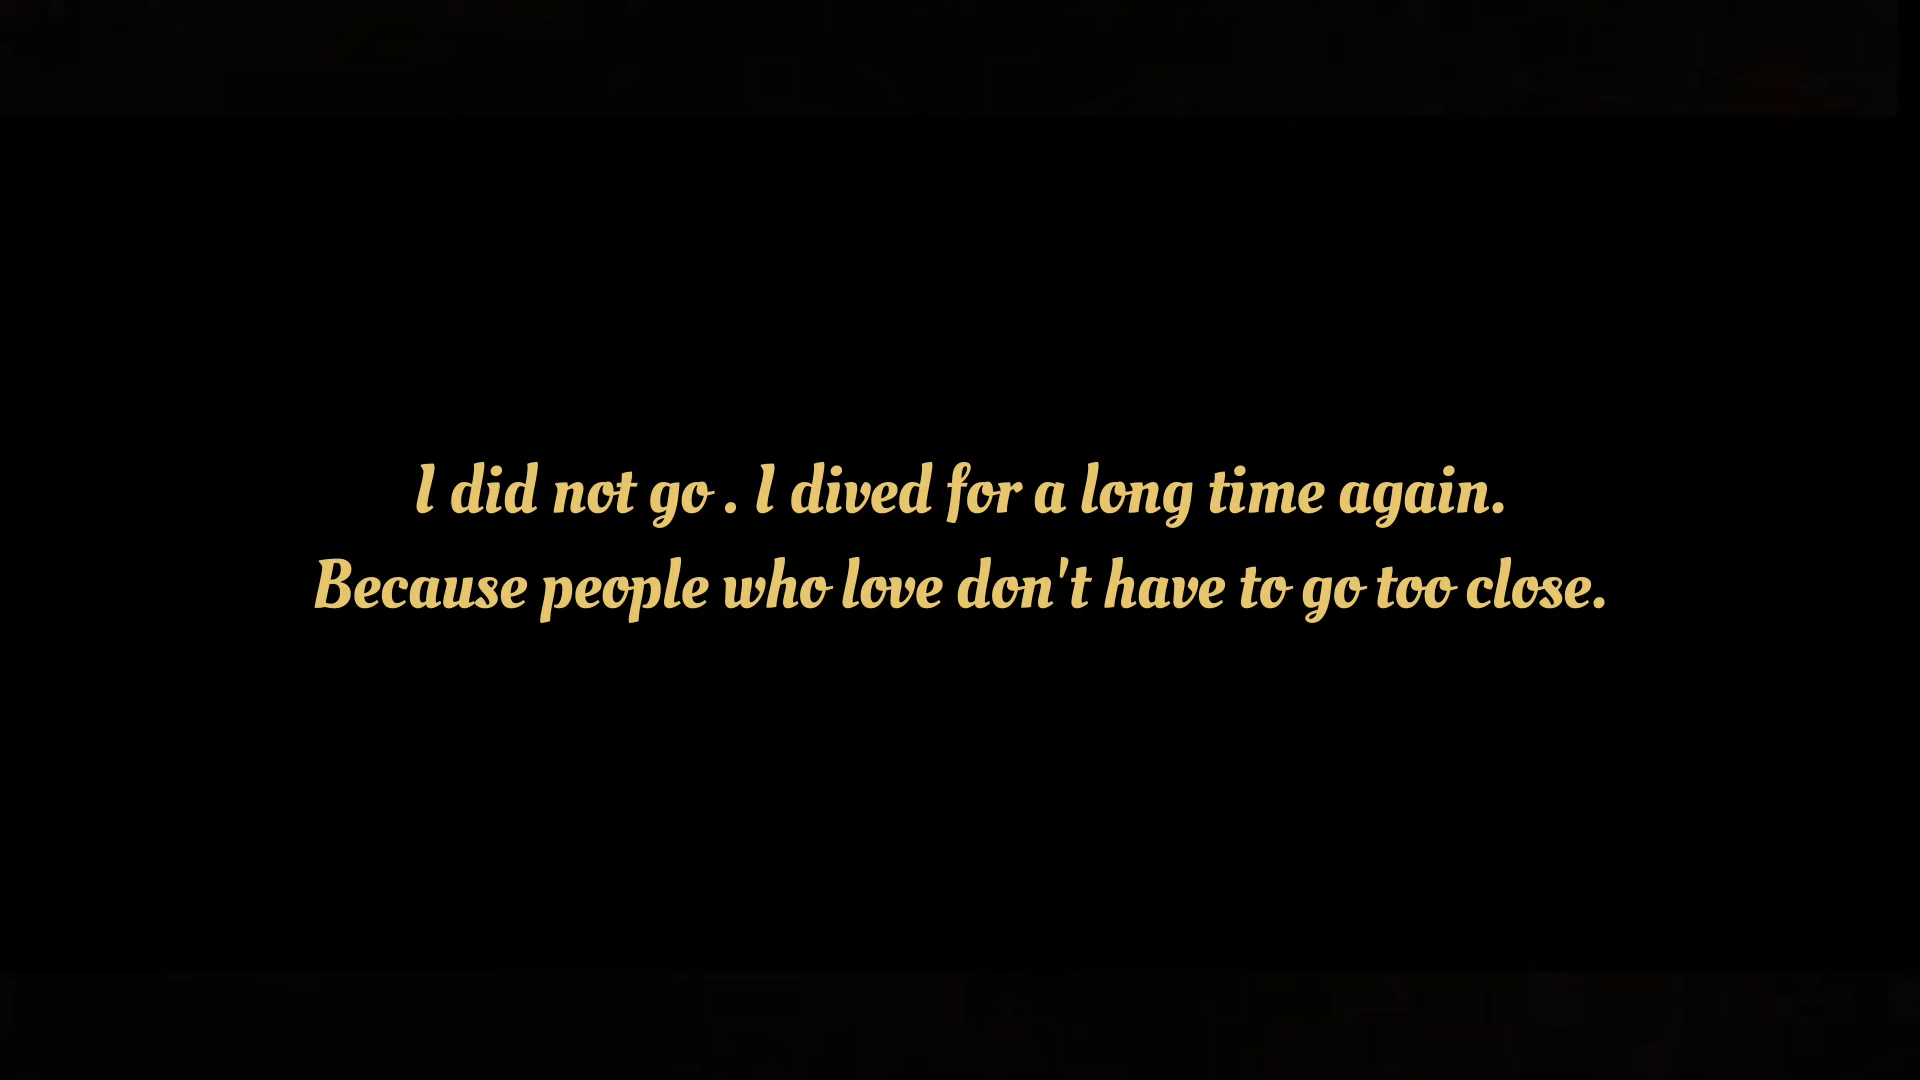 I did not go . I dived for a long time again.
Because people who love don't have to go too close.